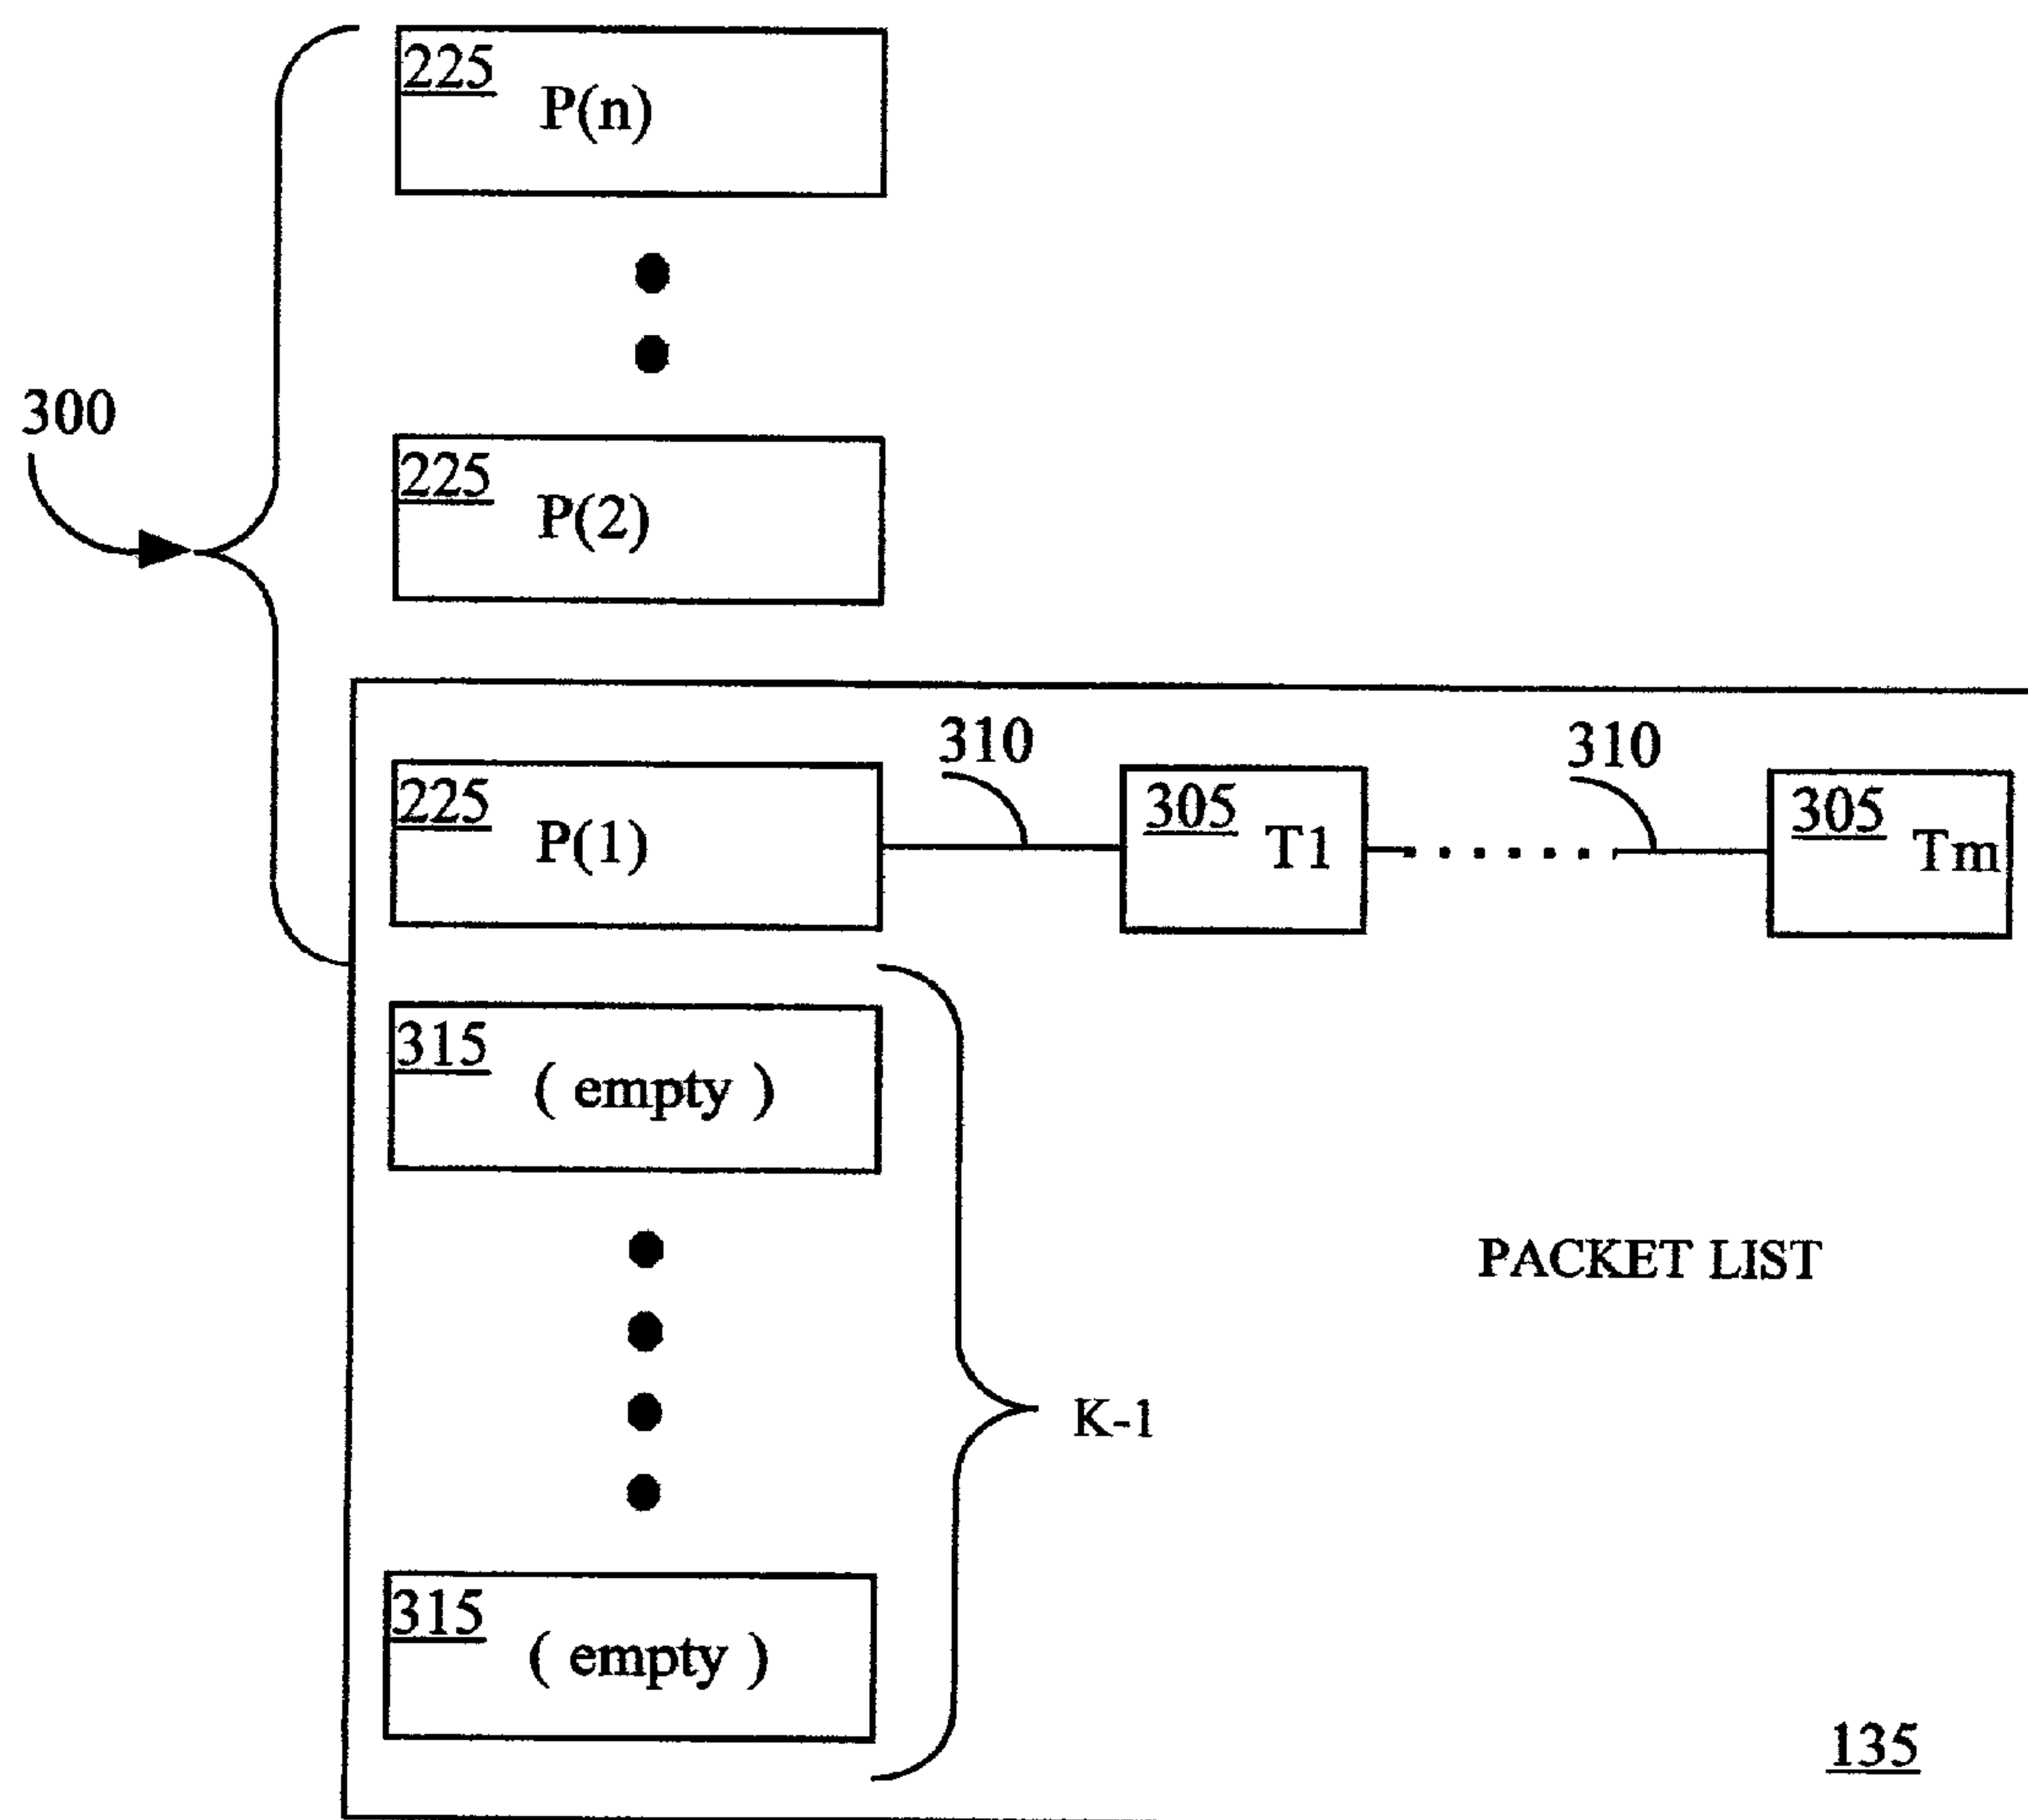 225
P(n)
300
225
P(2)
310
310
225
P(1)
305
T1
305
Tm
315
( empty )
PACKET LIST
K-1
315
( empty )
135